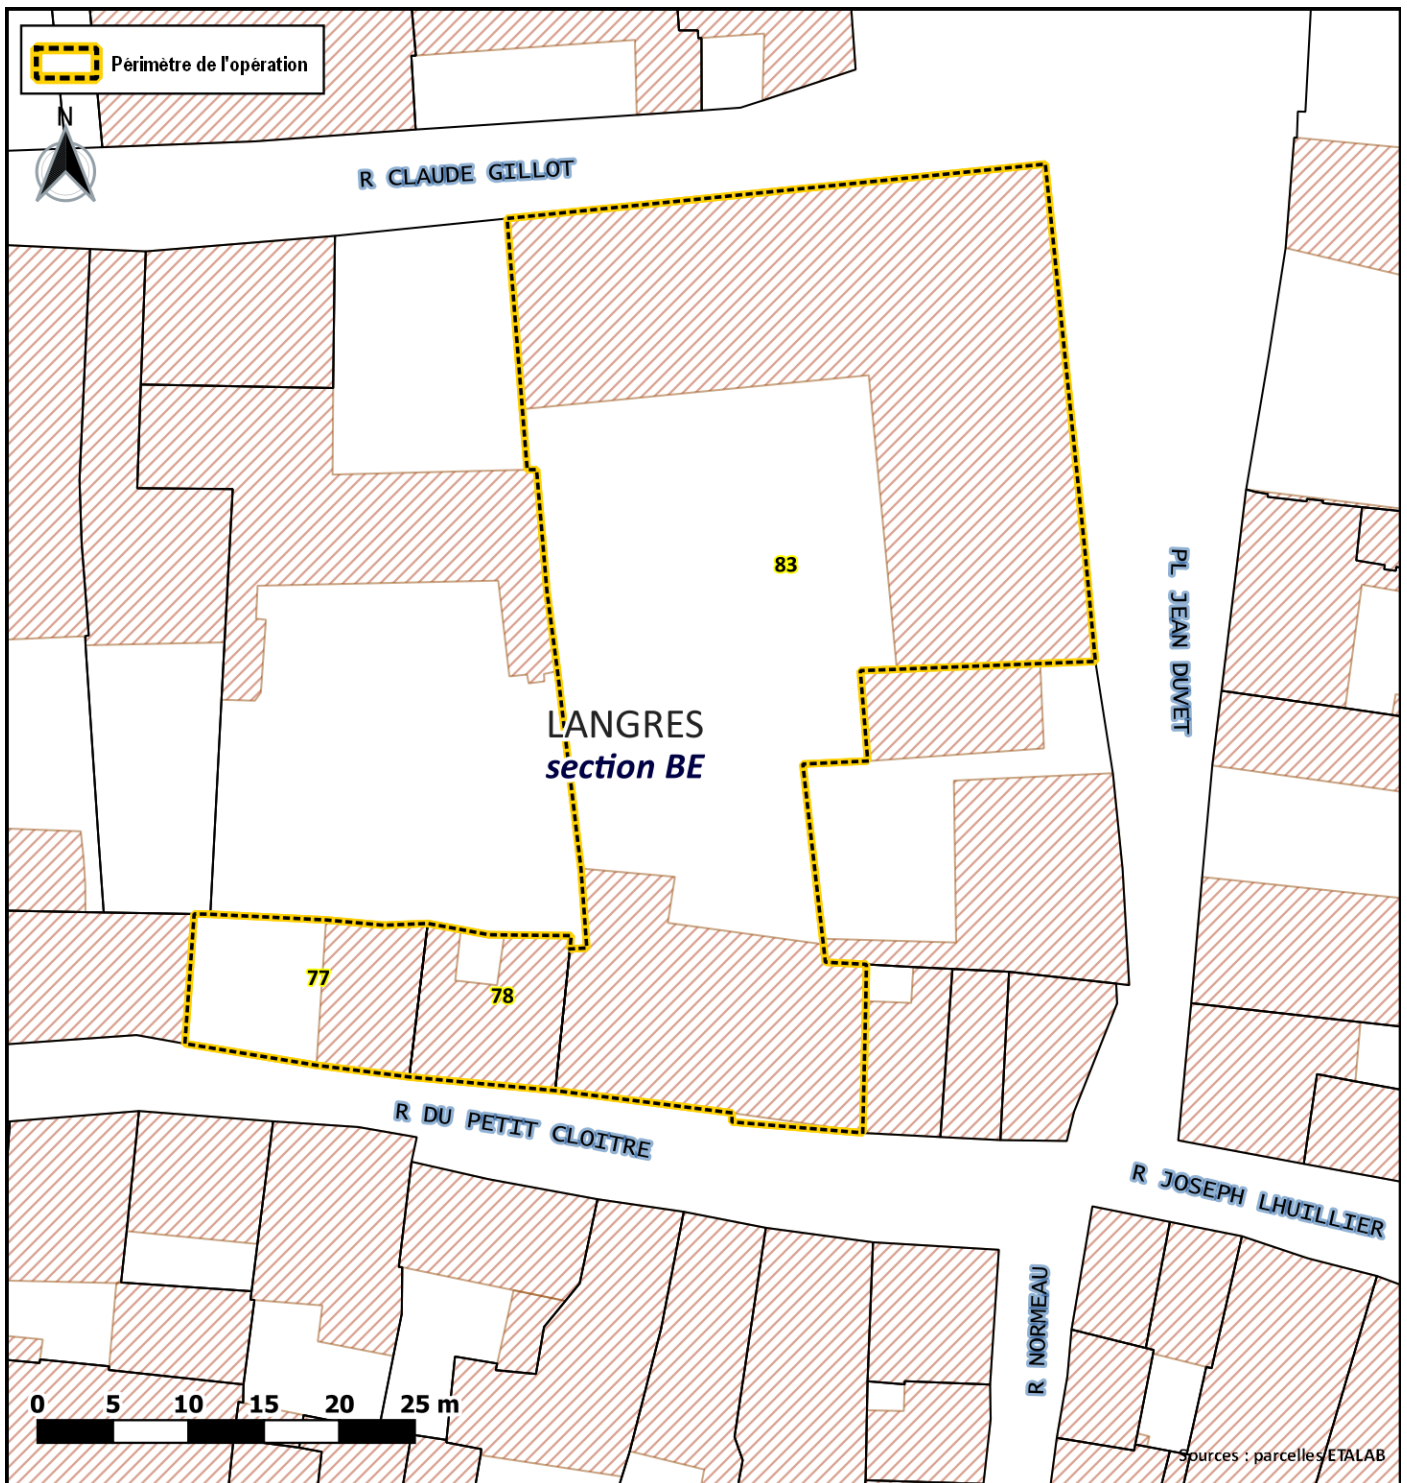 Périmètre de l'opération
N
R CLAUDE GILLOT
83
PL JEAN DUVET
LANGRES
section BE
77
78
R DU PETIT CLOITRE
R JOSEPH LHUILLIER
R NORMEAU
0 5 10 15 20 25 m
Sources : parcelles ETALAB